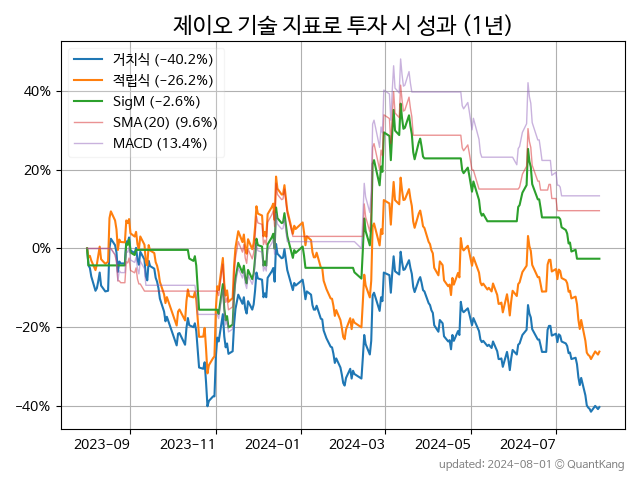 제이오 기술 지표로 투자 시 성과 (1년)
거치식 (−40.2%)
적립식 (−26.2%)
SigM (−2.6%)
SMA(20) (9.6%)
MACD (13.4%)
40%
20%
0%
−20%
−40%
2023-09 2023-11 2024-01 2024-03 2024-05 2024-07
updated: 2024-08-01 © QuantKang